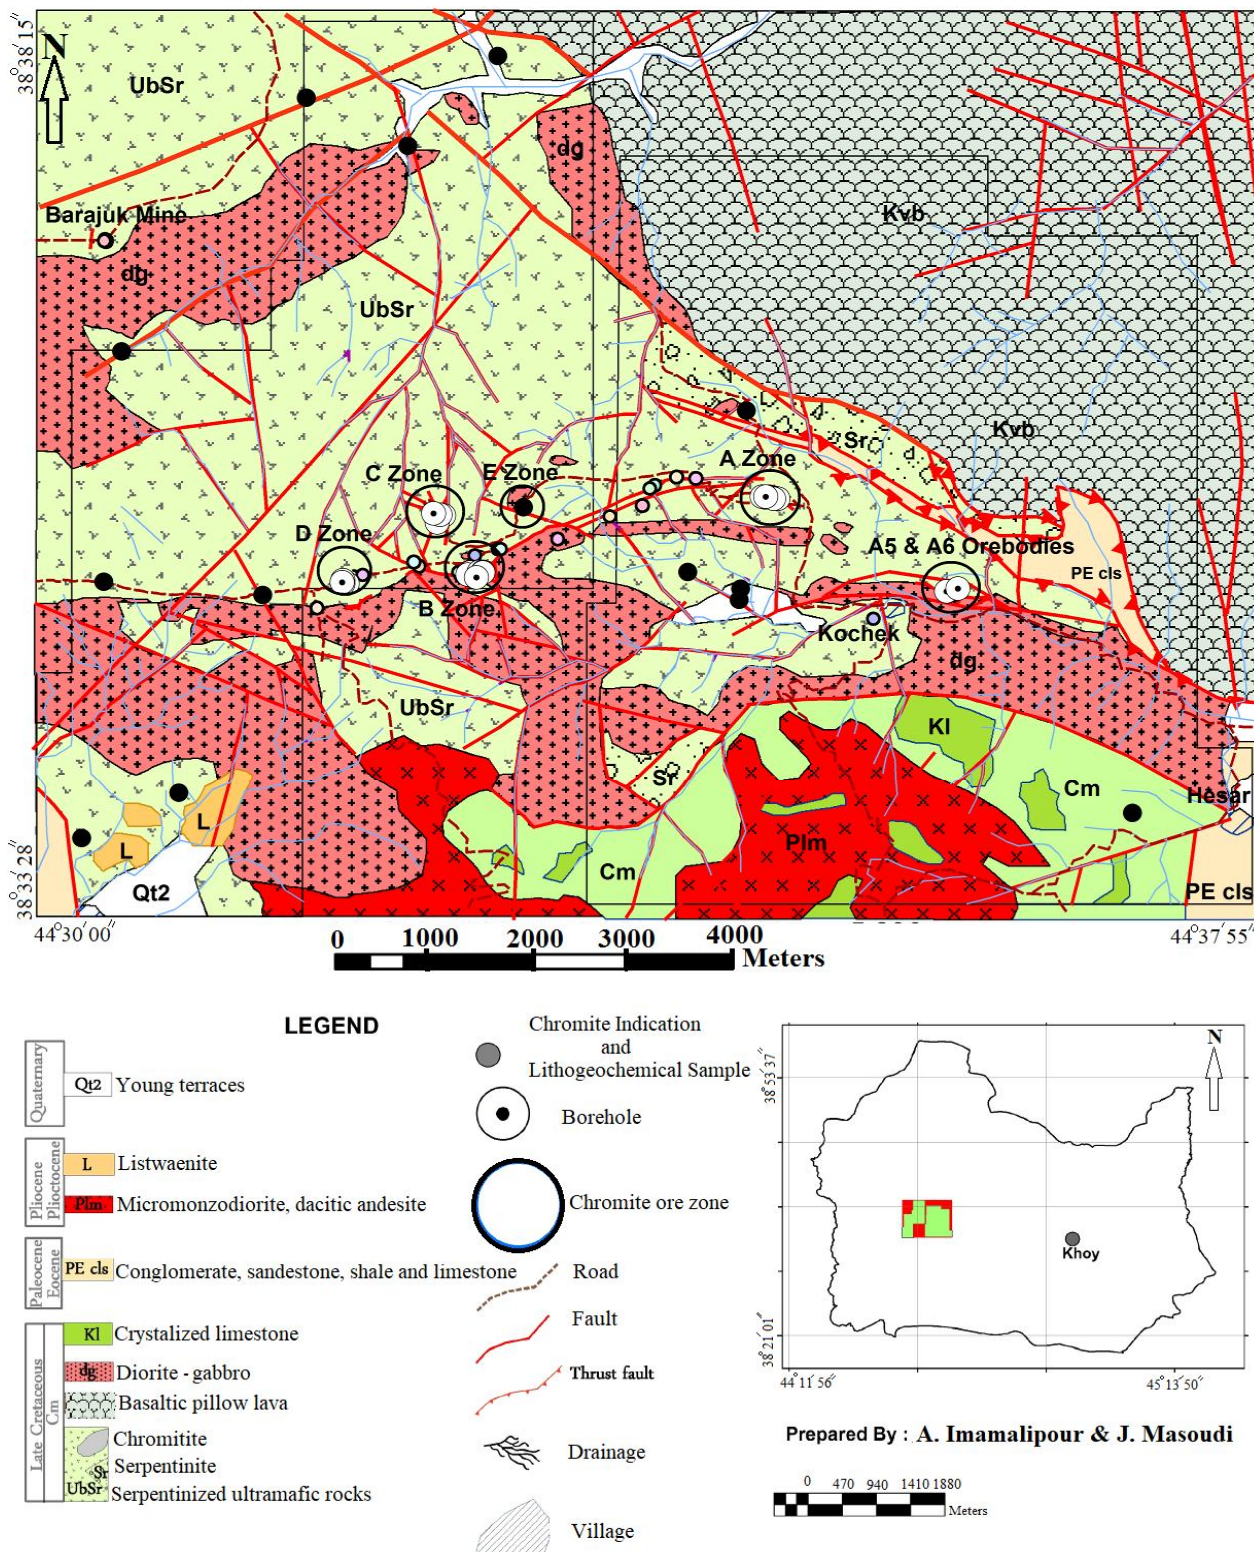 38° 38′ 15″
N
UbSr
dg
Kvb
Barajuk Mine
dg
UbSr
Kvb
Sr
A Zone
C Zone
E Zone
D Zone
A5 & A6 Orebodies
PE cls
B Zone
Kochek
dg
UbSr
Kl
Sr
Cm
Hesar
L
Plm
L
Cm
Qt2
PE cls
38° 33′ 28″
44° 30′ 00″
44° 37′ 55″
0 1000 2000 3000 4000
Meters
LEGEND
Quaternary
Qt2 Young terraces
Pliocene
Plioctocene
L Listwaenite
Plm Micromonzodiorite, dacitic andesite
Paleocene
Eocene
PE cls Conglomerate, sandestone, shale and limestone
Late Cretaceous
Cm
Kl Crystalized limestone
dg Diorite - gabbro
Basaltic pillow lava
Chromitite
Sr Serpentinite
UbSr Serpentinized ultramafic rocks
Chromite Indication
and
Lithogeochemical Sample
Borehole
Chromite ore zone
Road
Fault
Thrust fault
Drainage
Village
N
38° 53 37″
Khoy
38° 21 01″
44 11 56″
45° 13′ 50″
Prepared By : A. Imamalipour & J. Masoudi
0 470 940 1410 1880
Meters